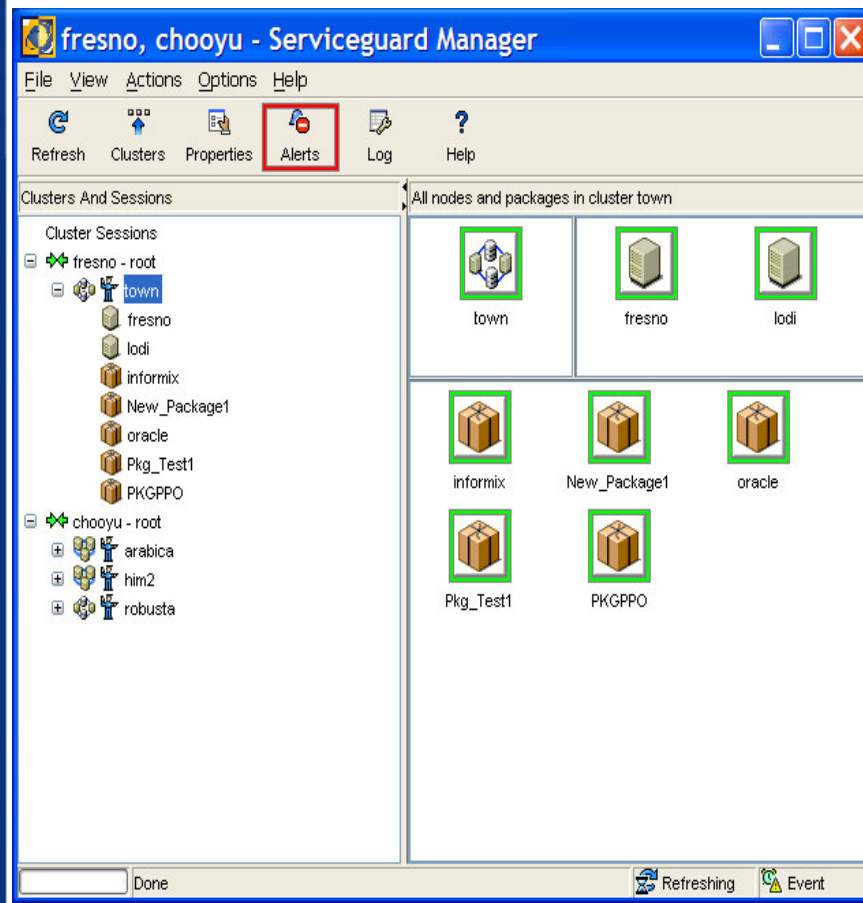 fresno, chooyu - Serviceguard Manager
File View Actions Options Help
Refresh Clusters Properties Alerts Log Help
Clusters And Sessions
All nodes and packages in cluster town
Cluster Sessions
fresno - root
town
fresno
lodi
informix
New_Package1
oracle
Pkg_Test1
PKGPPO
chooyu - root
arabica
him2
robusta
town fresno lodi
informix New_Package1 oracle
Pkg_Test1 PKGPPO
Done Refreshing Event